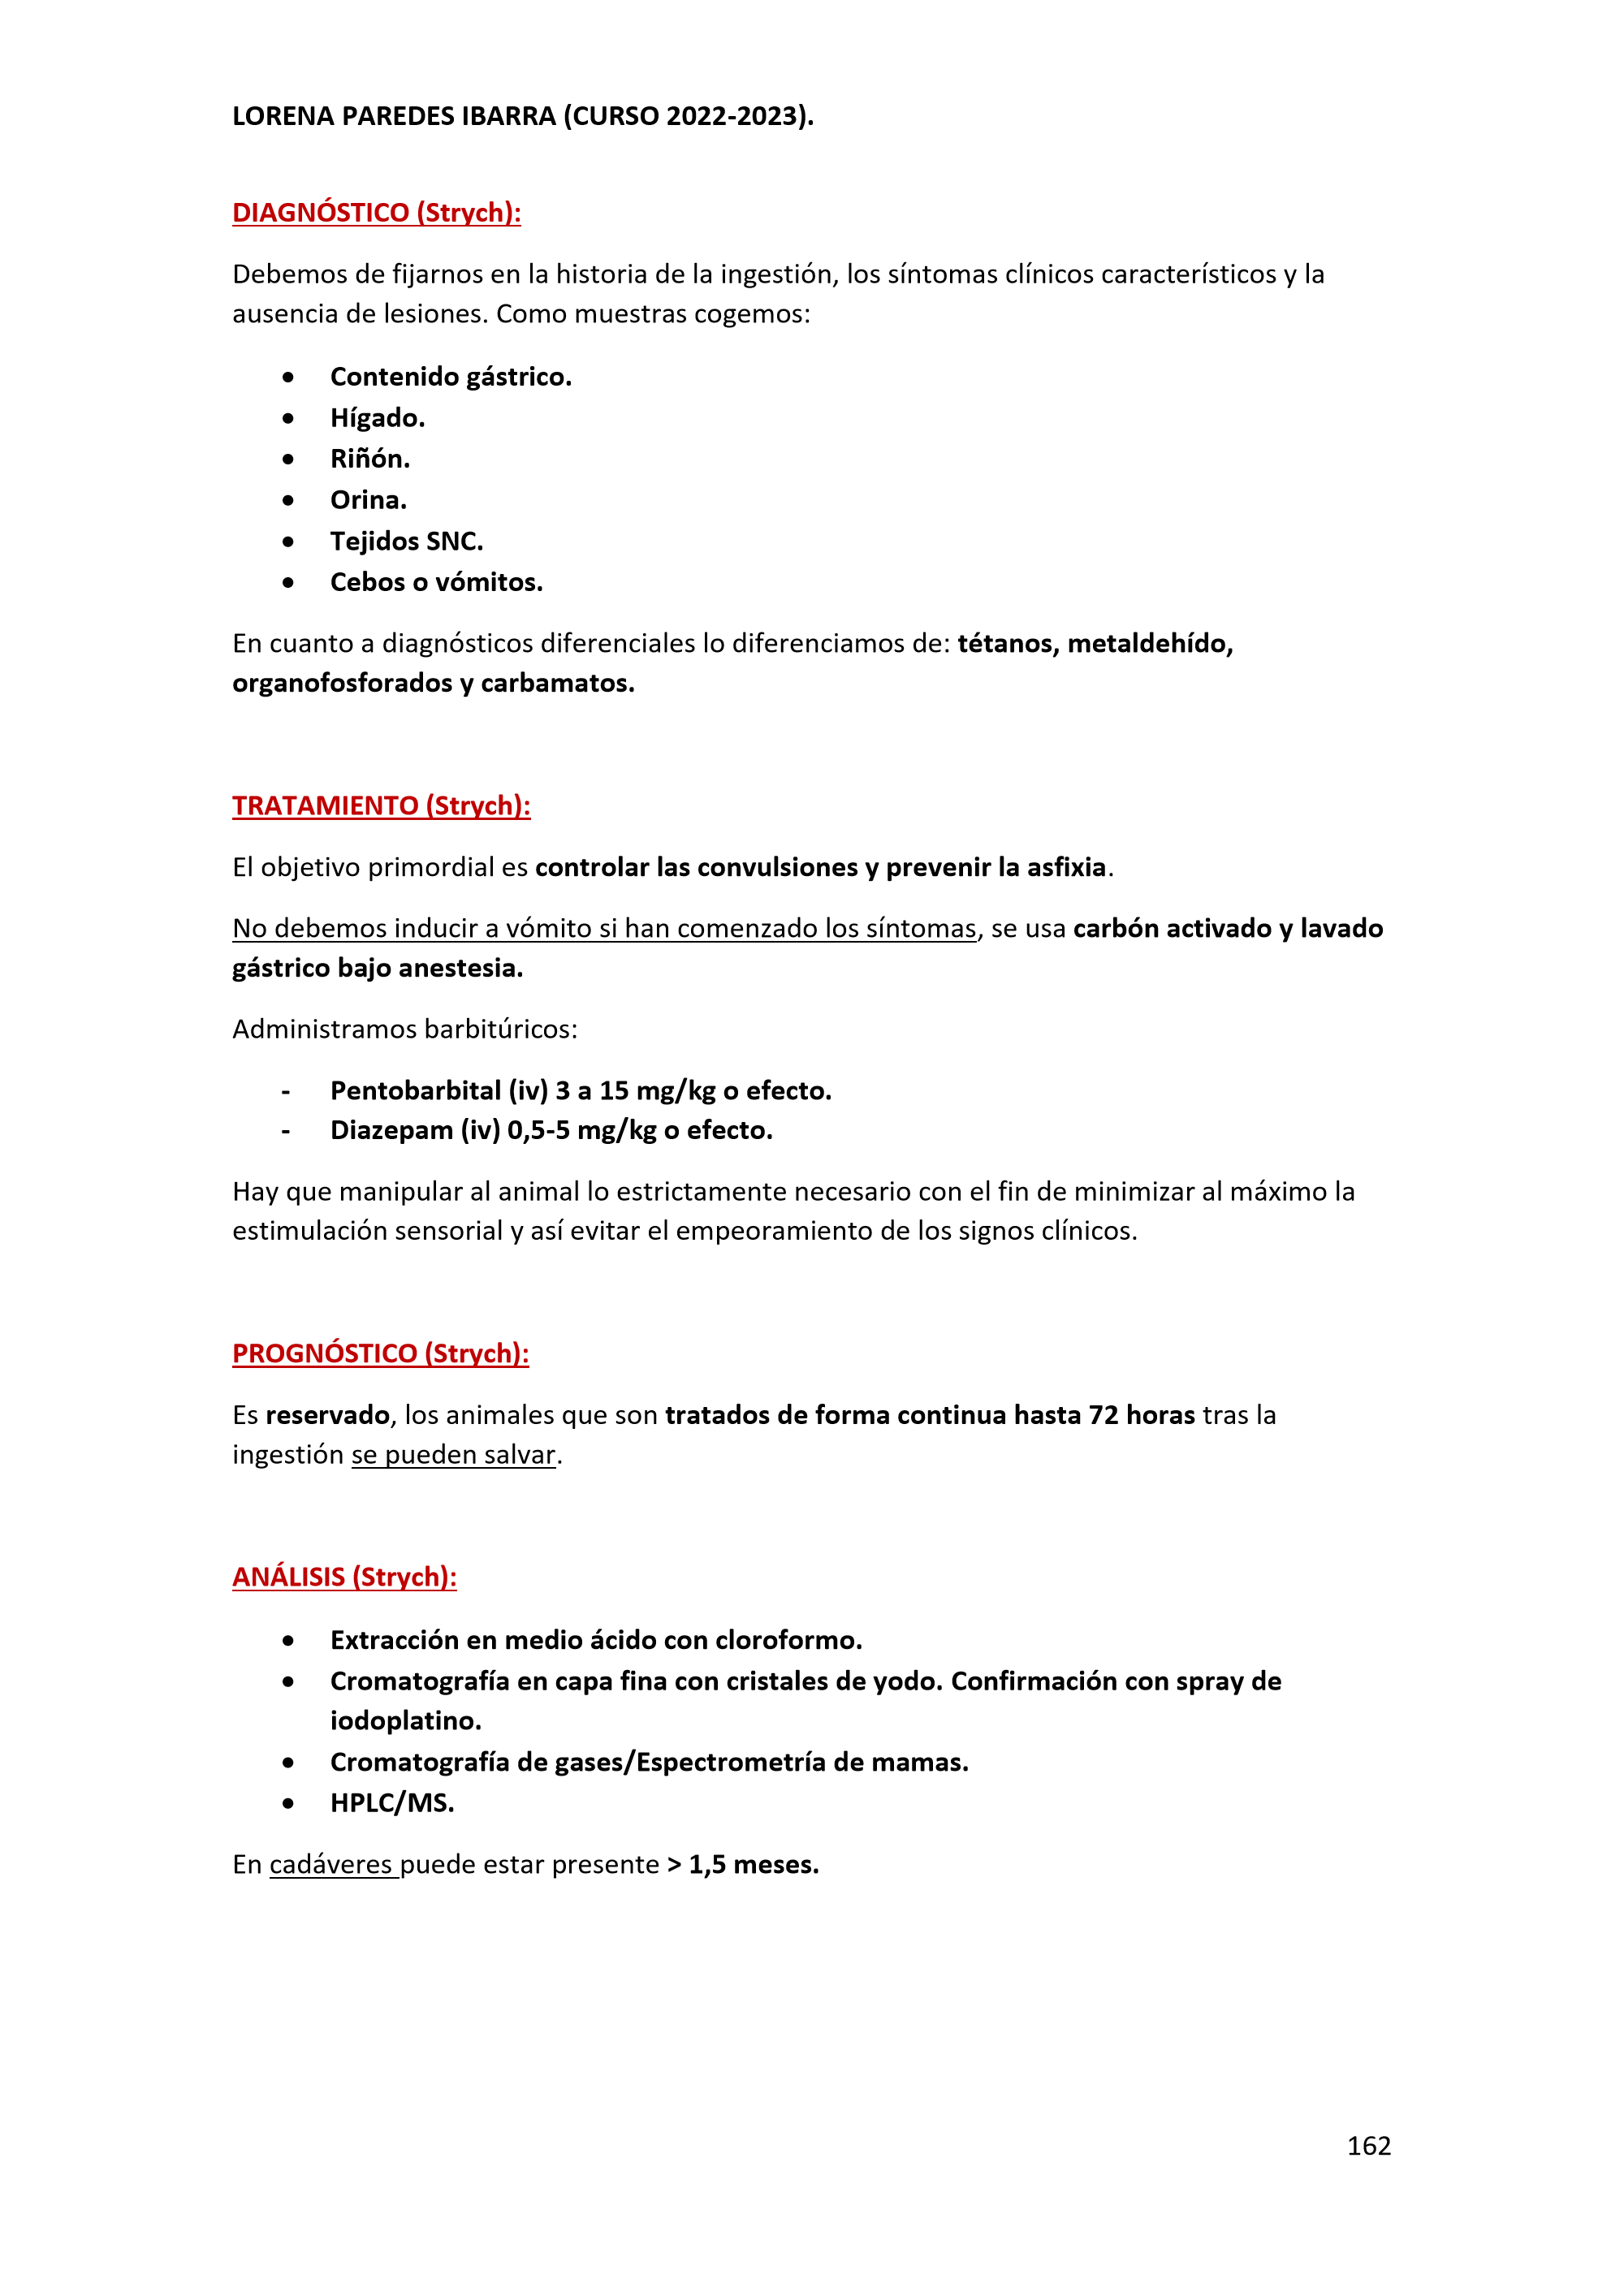 LORENA PAREDES IBARRA (CURSO 2022-2023).
DIAGNÓSTICO (Strych):
Debemos de fijarnos en la historia de la ingestión, los síntomas clínicos característicos y la
ausencia de lesiones. Como muestras cogemos:
• Contenido gástrico.
• Hígado.
• Riñón.
• Orina.
• Tejidos SNC.
• Cebos o vómitos.
En cuanto a diagnósticos diferenciales lo diferenciamos de: tétanos, metaldehído,
organofosforados y carbamatos.
TRATAMIENTO (Strych):
El objetivo primordial es controlar las convulsiones y prevenir la asfixia.
No debemos inducir a vómito si han comenzado los síntomas, se usa carbón activado y lavado
gástrico bajo anestesia.
Administramos barbitúricos:
- Pentobarbital (iv) 3 a 15 mg/kg o efecto.
- Diazepam (iv) 0,5-5 mg/kg o efecto.
Hay que manipular al animal lo estrictamente necesario con el fin de minimizar al máximo la
estimulación sensorial y así evitar el empeoramiento de los signos clínicos.
PROGNÓSTICO (Strych):
Es reservado, los animales que son tratados de forma continua hasta 72 horas tras la
ingestión se pueden salvar.
ANÁLISIS (Strych):
• Extracción en medio ácido con cloroformo.
• Cromatografía en capa fina con cristales de yodo. Confirmación con spray de
iodoplatino.
• Cromatografía de gases/Espectrometría de mamas.
• HPLC/MS.
En cadáveres puede estar presente > 1,5 meses.
162